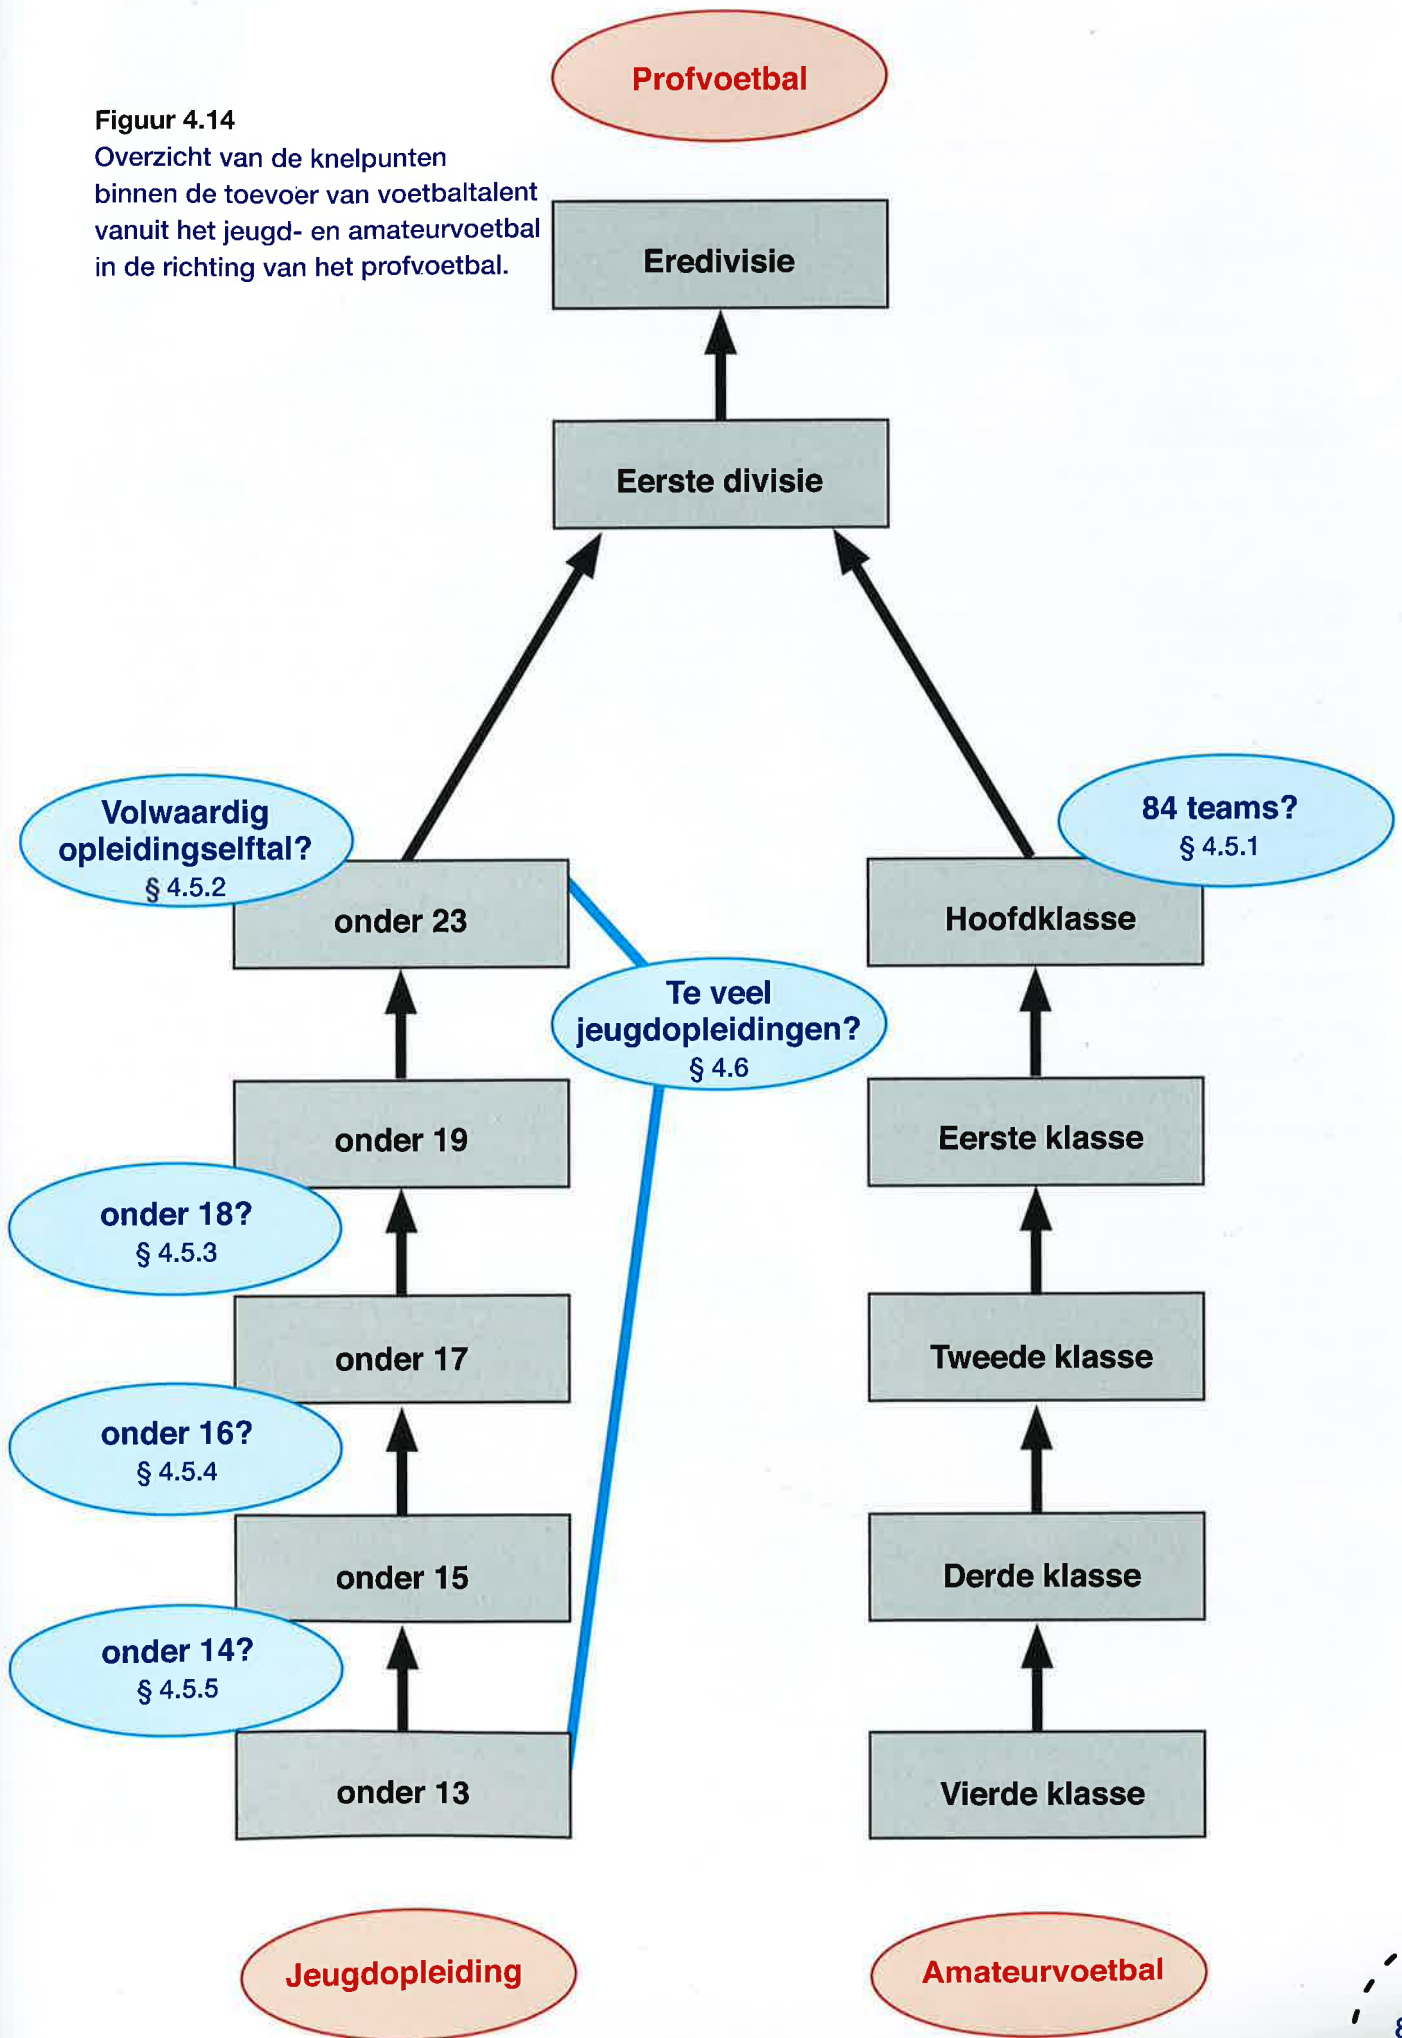 Profvoetbal
Figuur 4.14
Overzicht van de knelpunten
binnen de toevoer van voetbaltalent
vanuit het jeugd- en amateurvoetbal
in de richting van het profvoetbal.
Eredivisie
Eerste divisie
Volwaardig
opleidingselftal?
§ 4.5.2
84 teams?
§ 4.5.1
onder 23
Hoofdklasse
Te veel
jeugdopleidingen?
§ 4.6
onder 19
Eerste klasse
onder 18?
§ 4.5.3
onder 17
Tweede klasse
onder 16?
§ 4.5.4
onder 15
Derde klasse
onder 14?
§ 4.5.5
onder 13
Vierde klasse
Jeugdopleiding
Amateurvoetbal